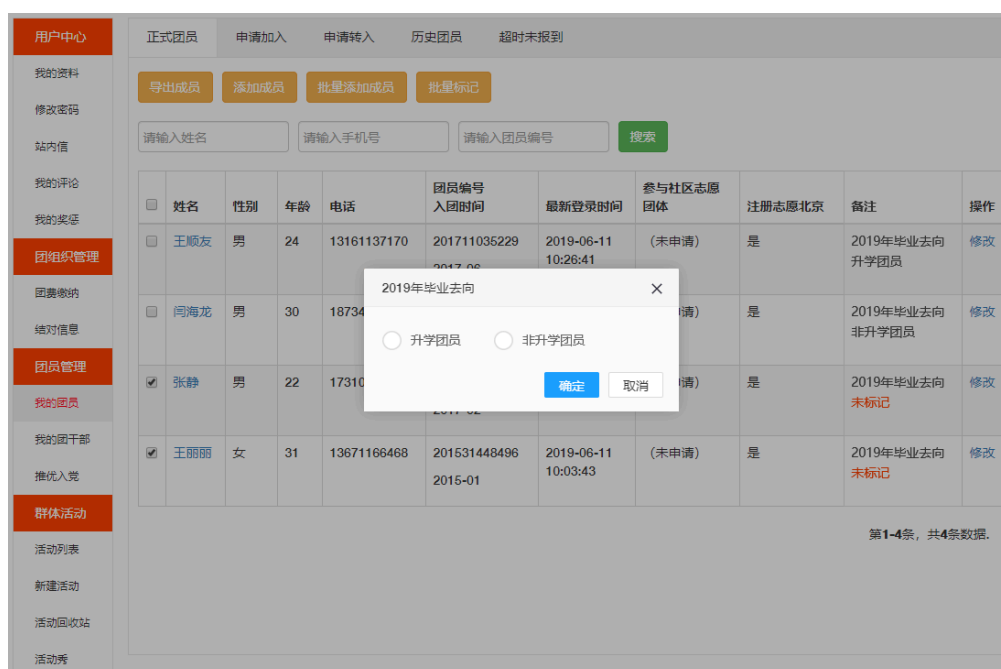 用户中心
我的资料
修改密码
站内信
我的评论
我的奖惩
团组织管理
团费缴纳
结对信息
团员管理
我的团员
我的团干部
推优入党
群体活动
活动列表
新建活动
活动回收站
活动秀
正式团员 申请加入 申请转入 历史团员 超时未报到
导出成员 添加成员 批量添加成员 批量标记
请输入姓名 请输入手机号 请输入团员编号 搜索
姓名 性别 年龄 电话 团员编号 入团时间 最新登录时间 参与社区志愿团体 注册志愿北京 备注 操作
王顺友 男 24 13161137170 201711035229 2017-06 2019-06-11 10:26:41 （未申请） 是 2019年毕业去向 升学团员 修改
闫海龙 男 30 18734 请） 是 2019年毕业去向 非升学团员 修改
张静 男 22 17310 2017-02 请） 是 2019年毕业去向 未标记 修改
王丽丽 女 31 13671166468 201531448496 2015-01 2019-06-11 10:03:43 （未申请） 是 2019年毕业去向 未标记 修改
第1-4条，共4条数据.
2019年毕业去向
升学团员 非升学团员
确定 取消